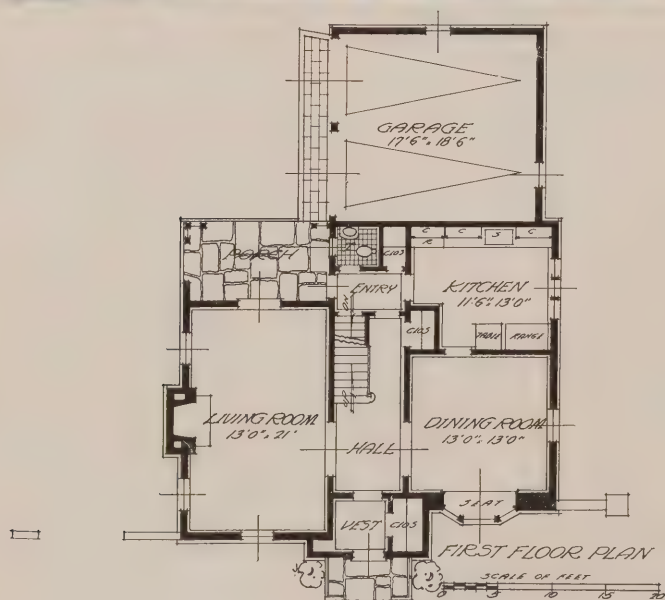 GARAGE
17'6" x 18'6"
C C S C
R
CLOS
PORCH
ENTRY
KITCHEN
11'6" x 13'0"
DN
CLOS
TABLE RANGE
UP
LIVING ROOM
13'0" x 21'
DINING ROOM
13'0" x 13'0"
HALL
SEAT
VEST
CLOS
FIRST FLOOR PLAN
SCALE OF FEET
0 5 10 15 20